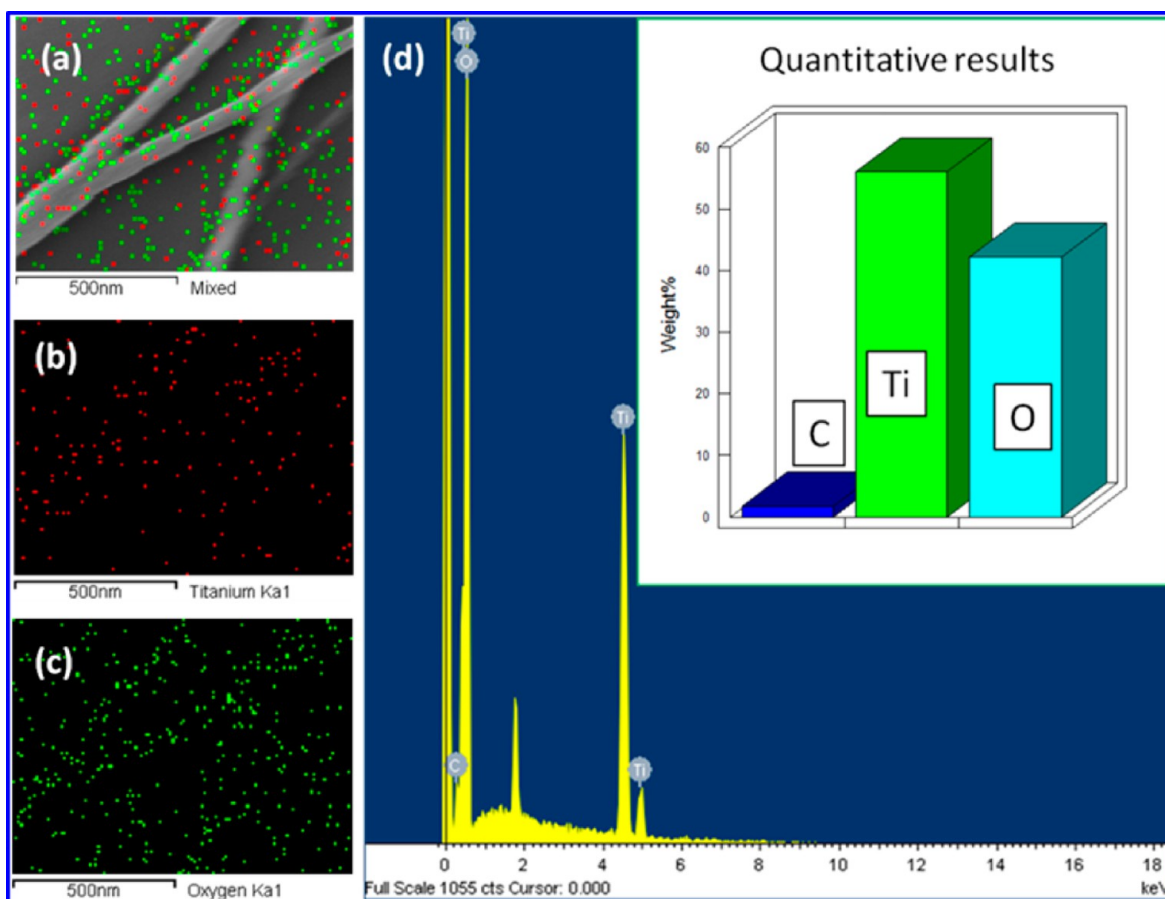 (a)
500nm Mixed
(b)
500nm Titanium Ka1
(c)
500nm Oxygen Ka1
(d)
Ti
O
C
Ti
Ti
0 2 4 6 8 10 12 14 16 18
Full Scale 1055 cts Cursor: 0.000 keV
Quantitative results
Weight%
60
50
40
30
20
10
0
C
Ti
O